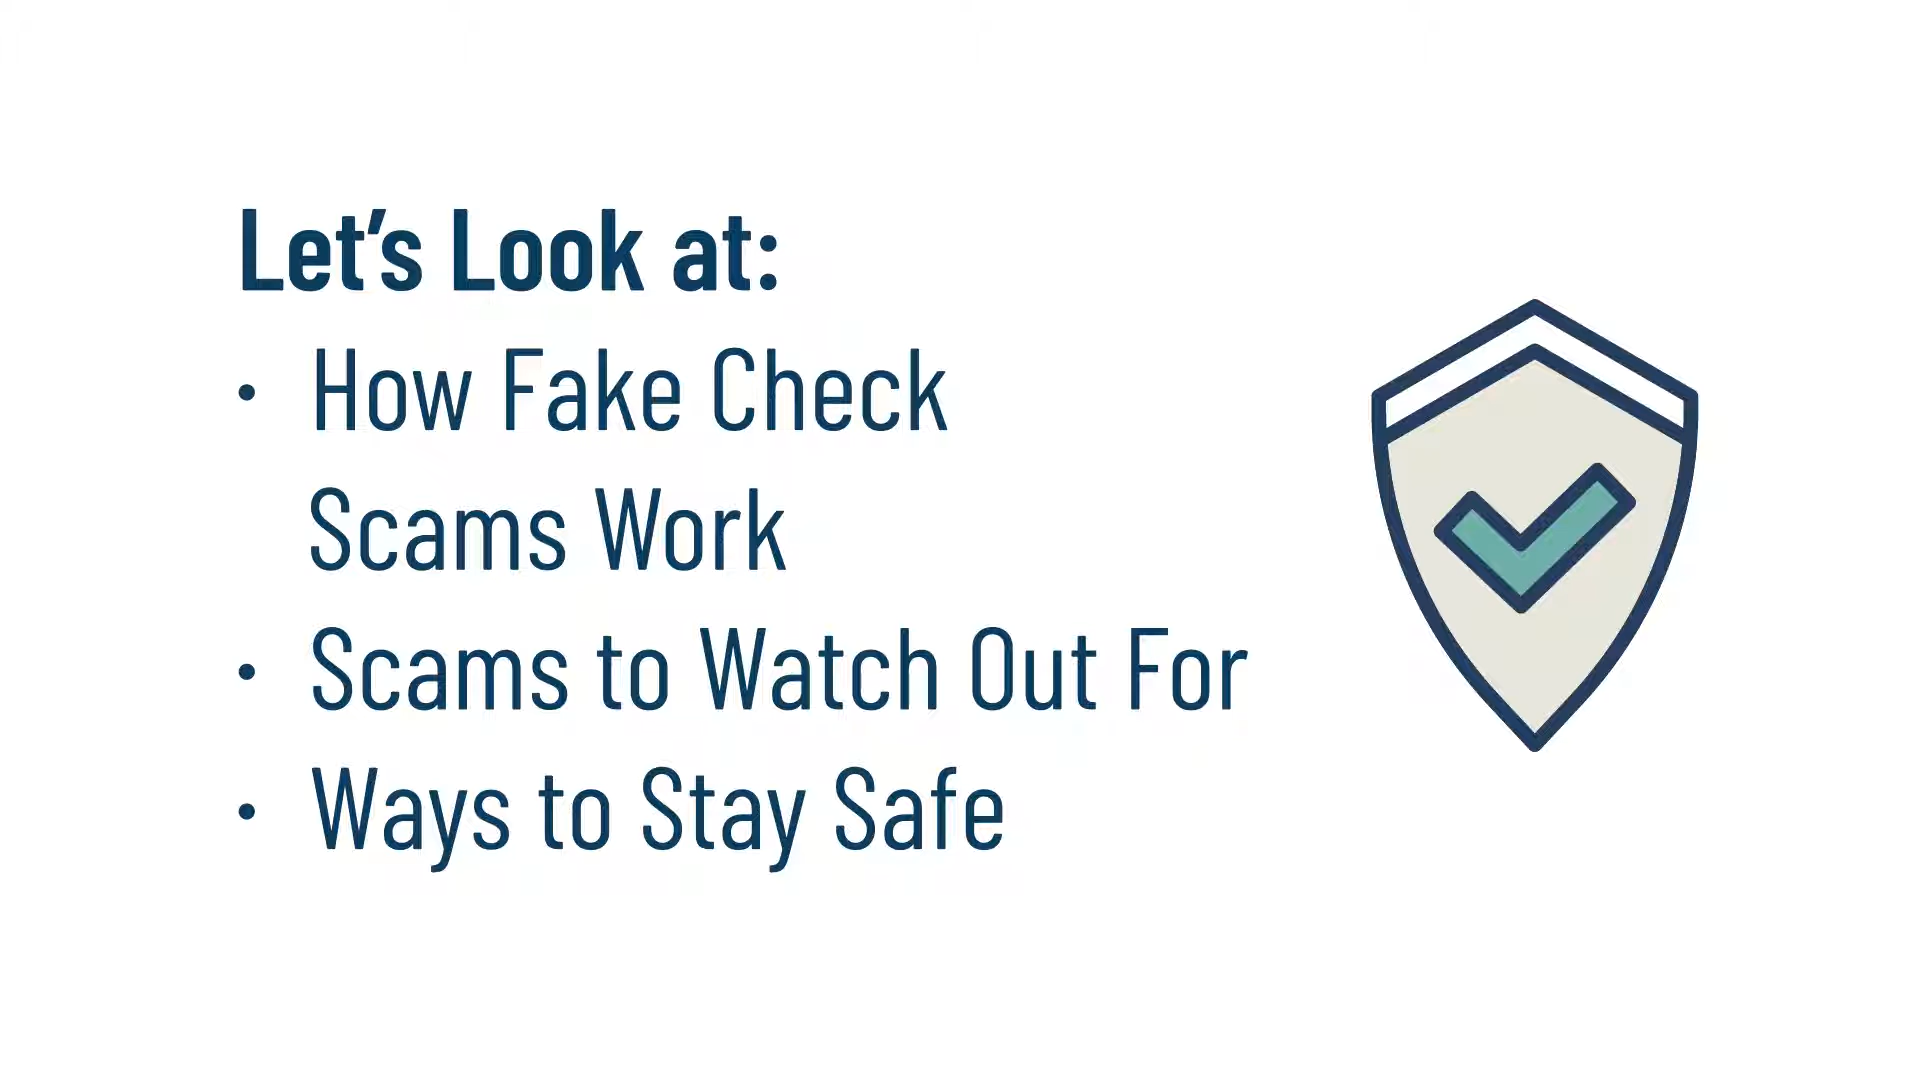 Let’s Look at:
• How Fake Check
Scams Work
• Scams to Watch Out For
• Ways to Stay Safe